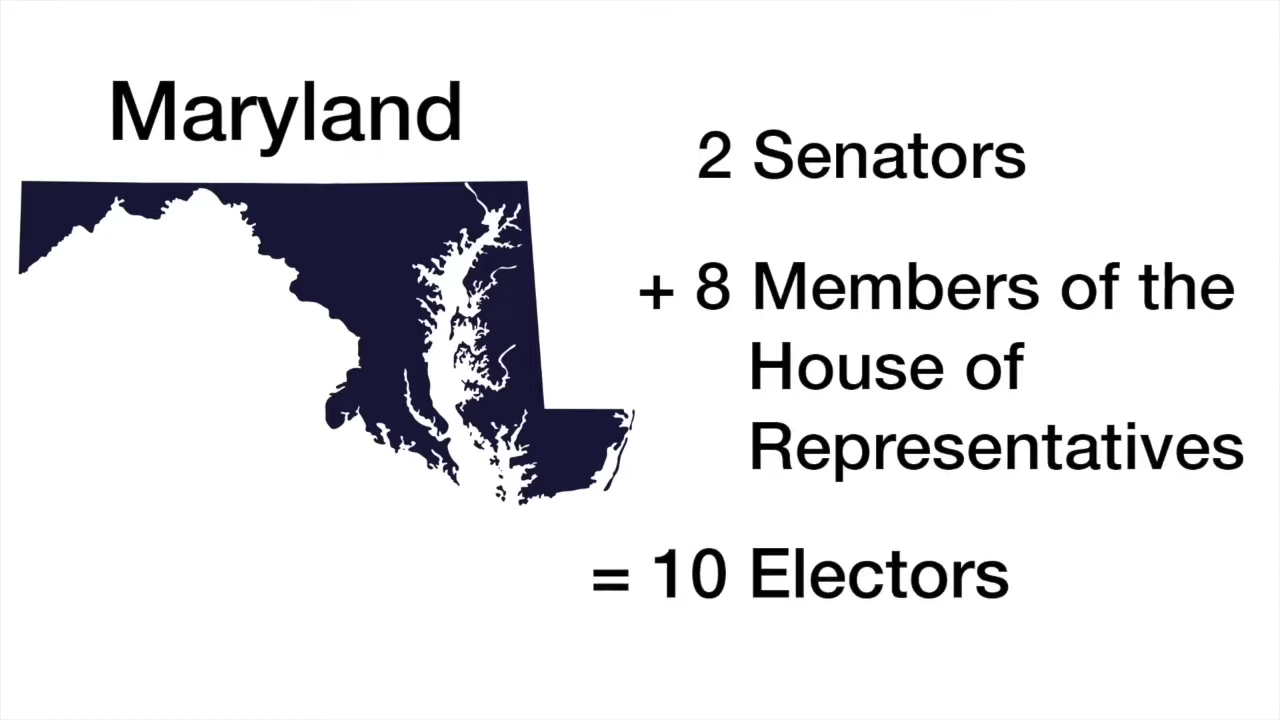 Maryland
2 Senators
+ 8 Members of the
House of
Representatives
= 10 Electors